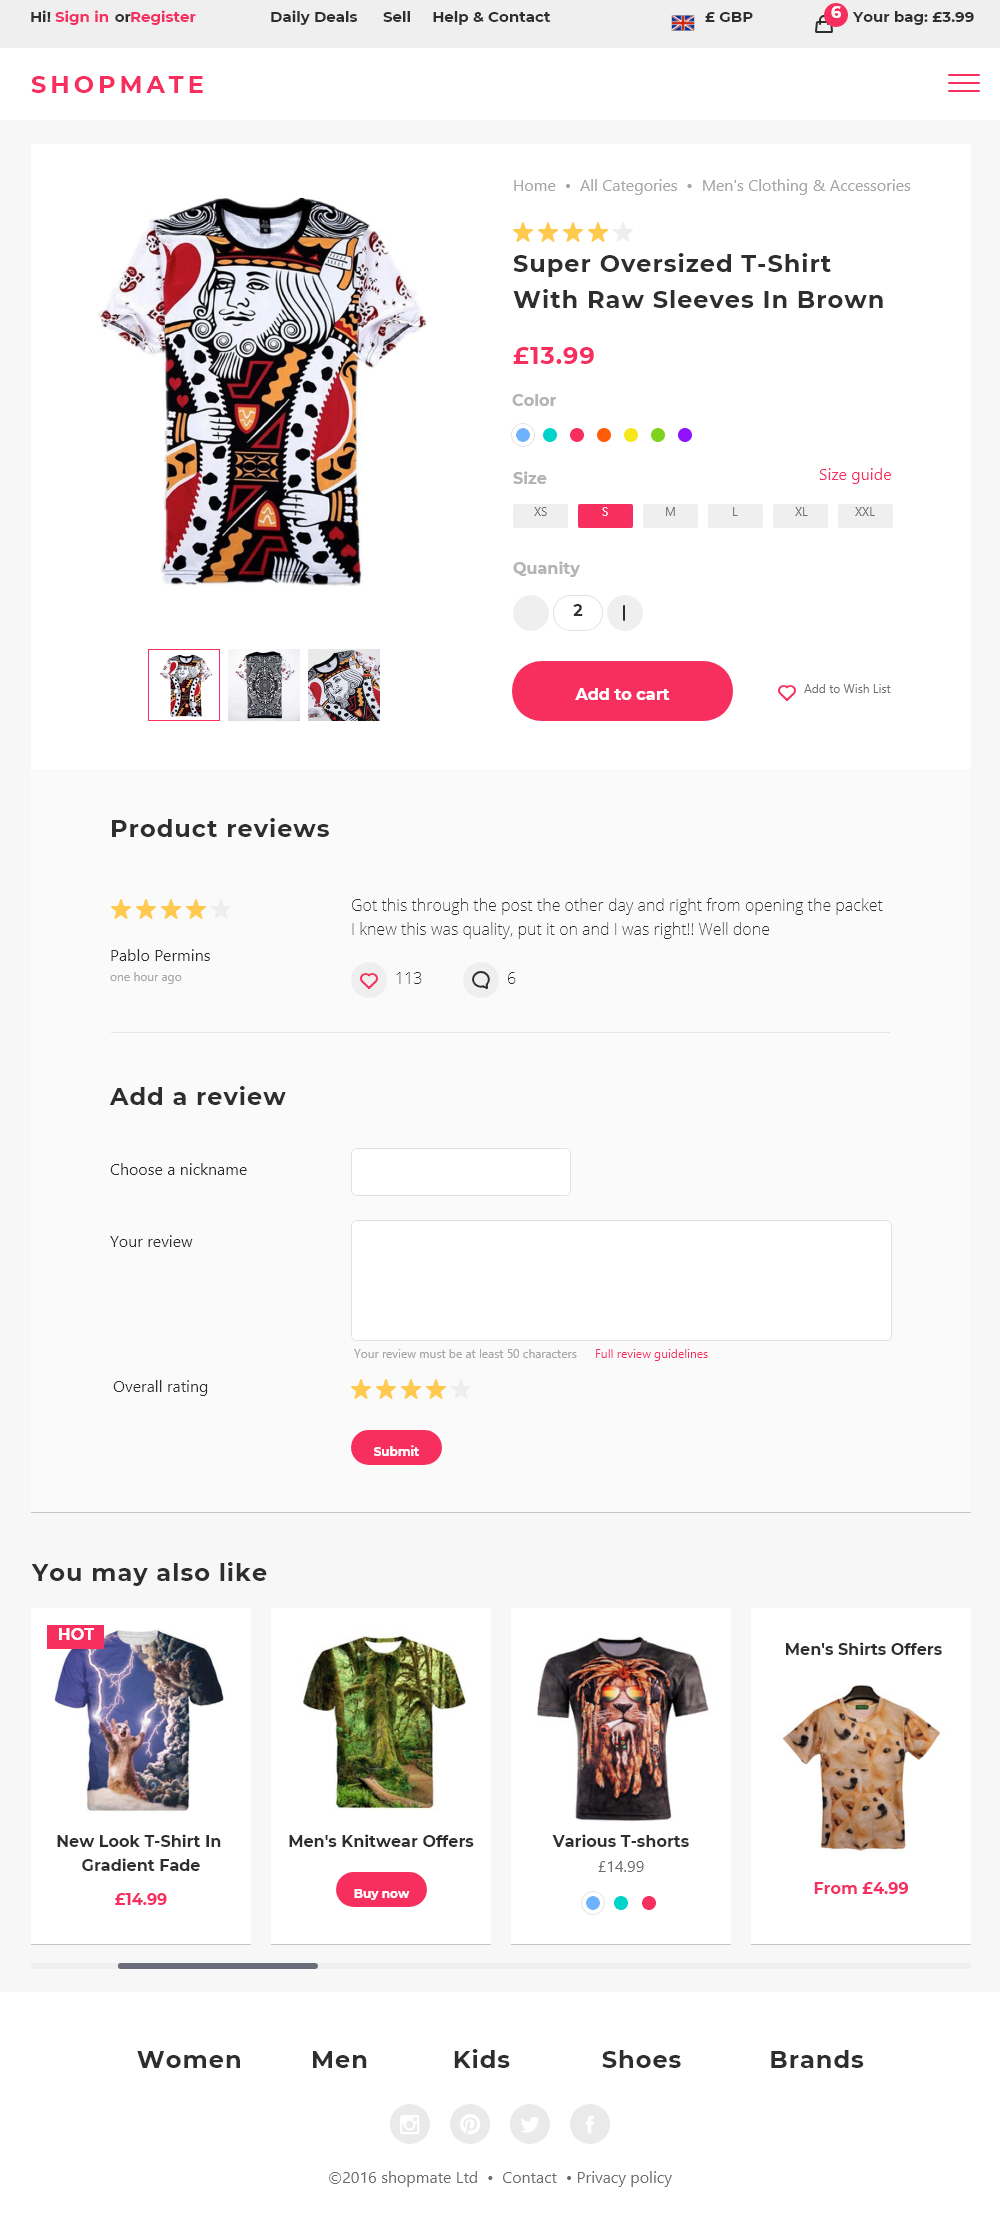 Hi! Sign in orRegister Daily Deals Sell Help & Contact £ GBP 6 Your bag: £3.99
SHOPMATE
Home • All Categories • Men's Clothing & Accessories
Super Oversized T-Shirt
With Raw Sleeves In Brown
£13.99
Color
Size Size guide
XS S M L XL XXL
Quanity
2
Add to cart Add to Wish List
Product reviews
Got this through the post the other day and right from opening the packet
I knew this was quality, put it on and I was right!! Well done
Pablo Permins
one hour ago
113 6
Add a review
Choose a nickname
Your review
Your review must be at least 50 characters Full review guidelines
Overall rating
Submit
You may also like
HOT
New Look T-Shirt In
Gradient Fade
£14.99
Men's Knitwear Offers
Buy now
Various T-shorts
£14.99
Men's Shirts Offers
From £4.99
Women Men Kids Shoes Brands
©2016 shopmate Ltd • Contact • Privacy policy